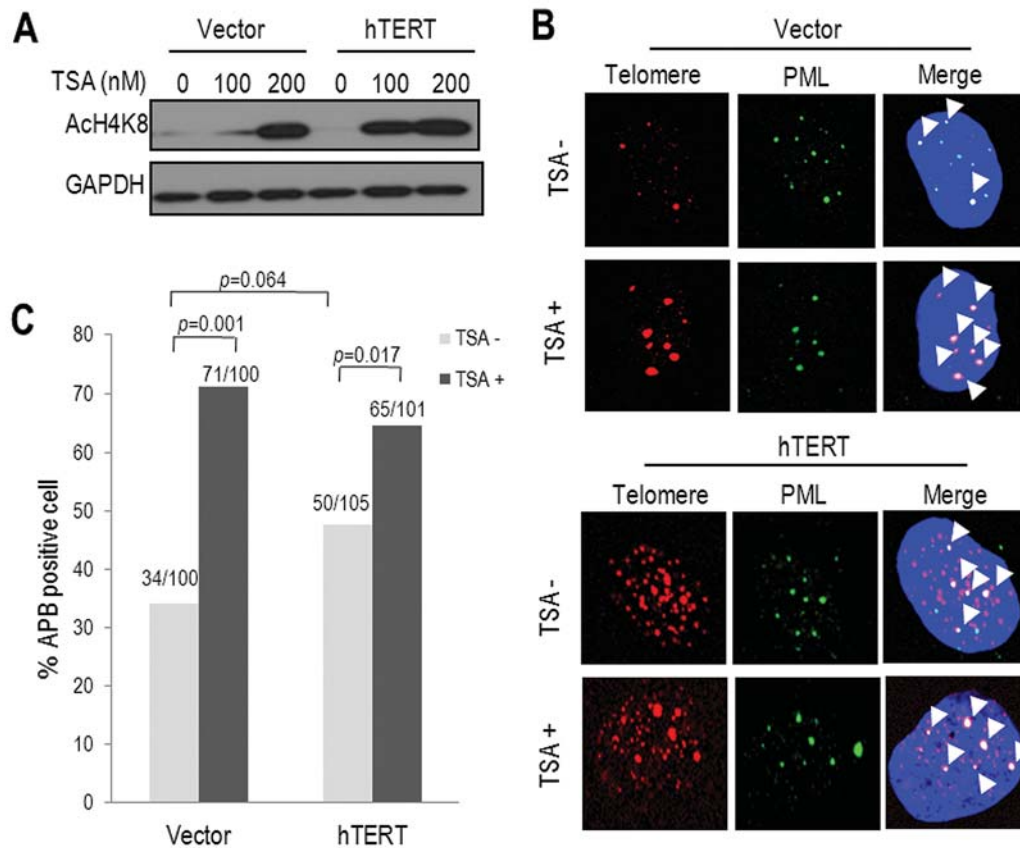 A
Vector hTERT
TSA (nM) 0 100 200 0 100 200
AcH4K8
GAPDH
B
Vector
Telomere PML Merge
TSA -
TSA +
hTERT
Telomere PML Merge
TSA -
TSA +
C
p=0.064
p=0.001
p=0.017
TSA -
TSA +
71/100
65/101
50/105
34/100
% APB positive cell
80
70
60
50
40
30
20
10
0
Vector hTERT